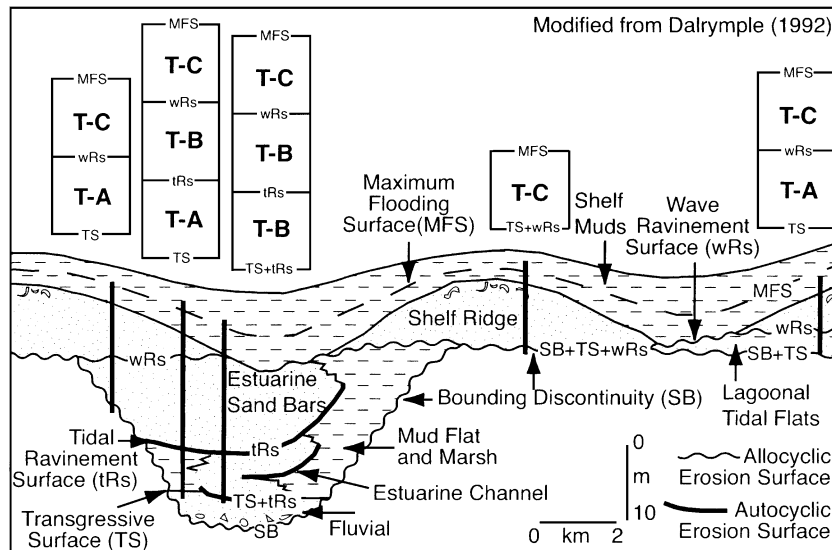 Modified from Dalrymple (1992)
MFS
T-C
wRs
T-A
TS
MFS
T-C
wRs
T-B
tRs
T-A
TS
MFS
T-C
wRs
T-B
tRs
T-B
TS+tRs
MFS
T-C
TS+wRs
MFS
T-C
wRs
T-A
TS
Maximum
Flooding
Surface(MFS)
Shelf
Muds
Wave
Ravinement
Surface (wRs)
MFS
wRs
SB+TS
Shelf Ridge
SB+TS+wRs
wRs
Estuarine
Sand Bars
Bounding Discontinuity (SB)
Lagoonal
Tidal Flats
Tidal
Ravinement
Surface (tRs)
tRs
Mud Flat
and Marsh
Estuarine Channel
TS+tRs
Transgressive
Surface (TS)
SB
Fluvial
0
m
10
0 km 2
Allocyclic
Erosion Surface
Autocyclic
Erosion Surface